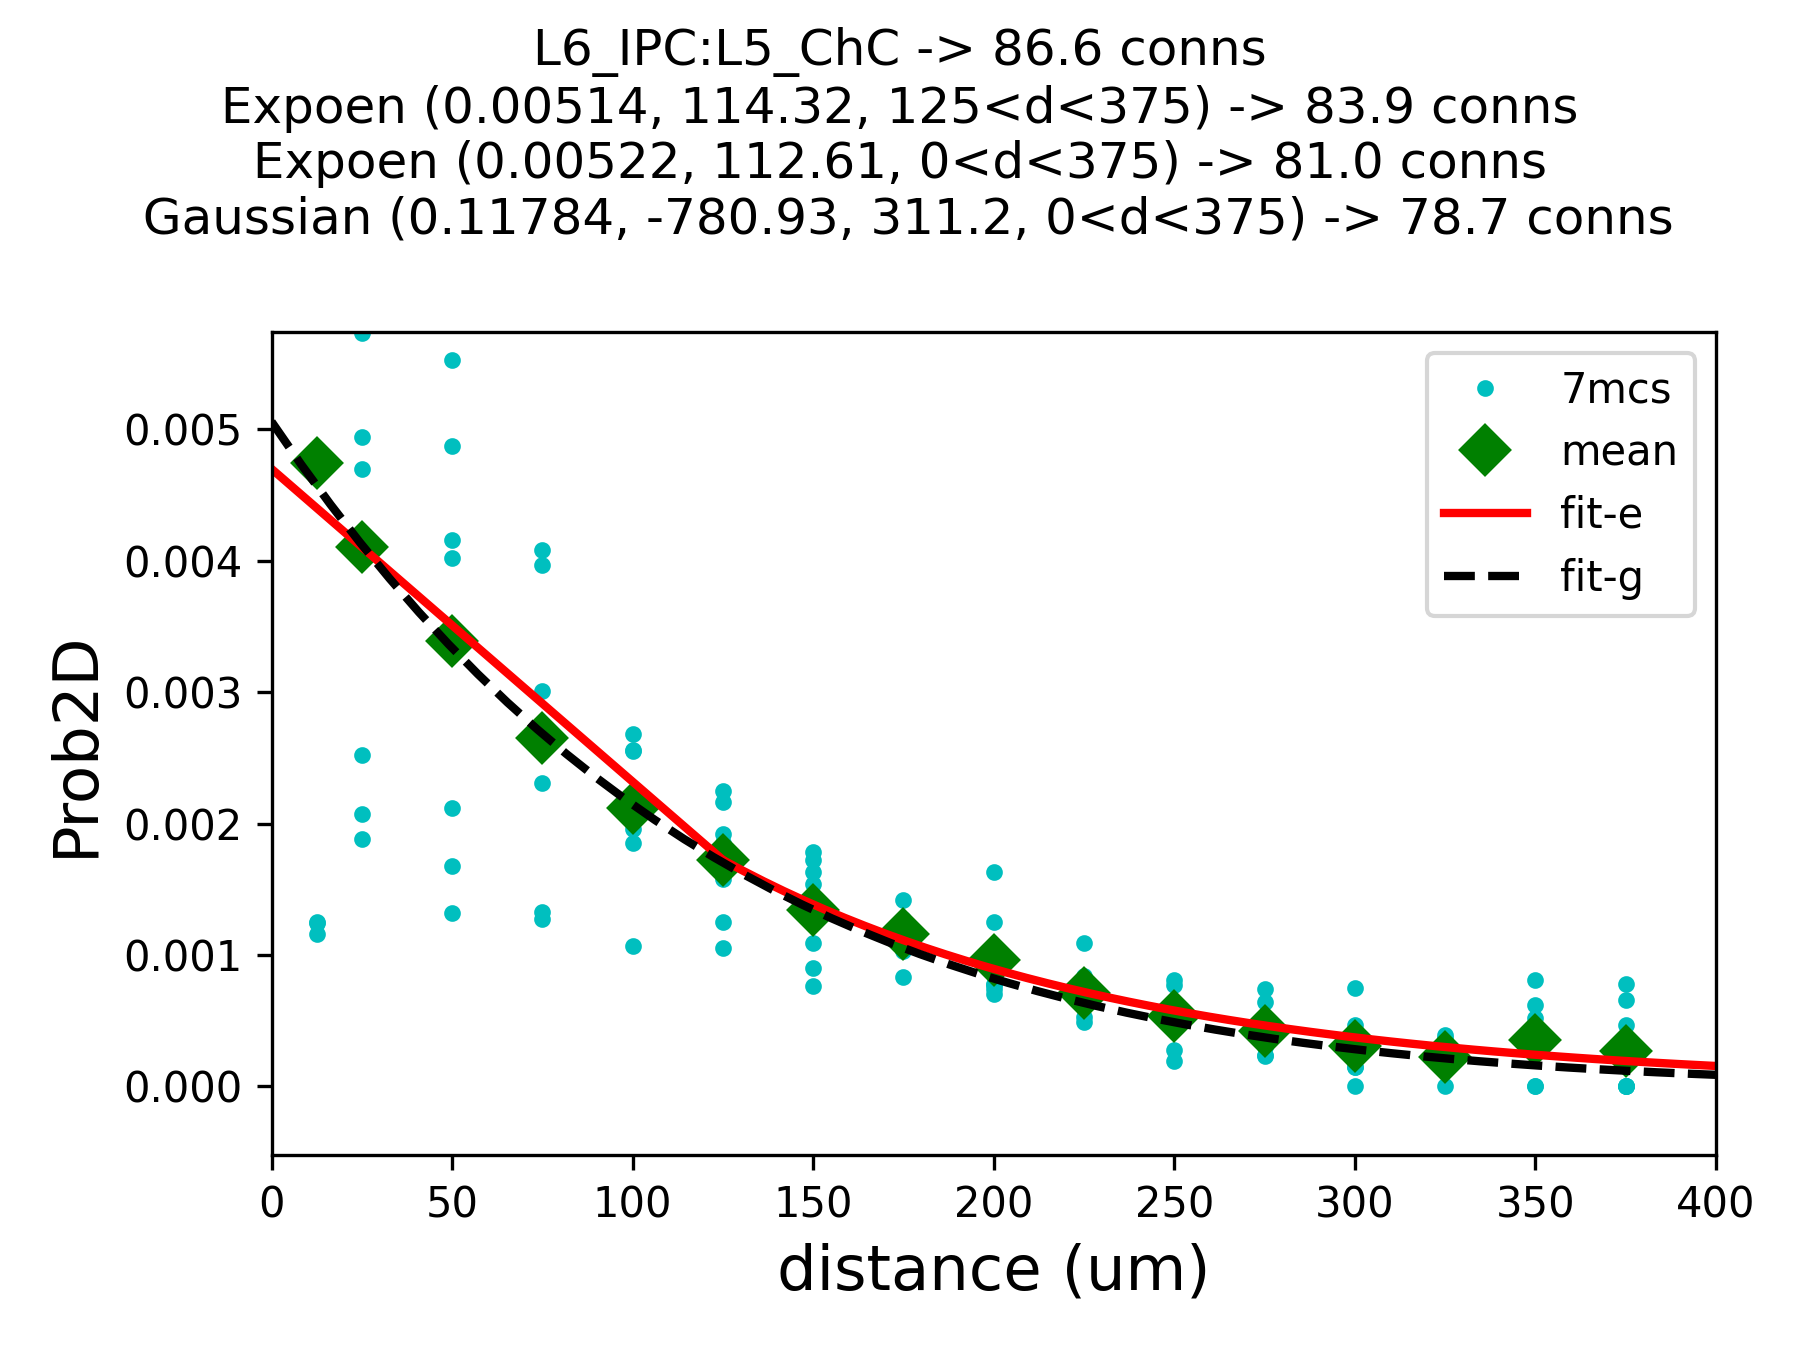 L6_IPC:L5_ChC -> 86.6 conns
Expoen (0.00514, 114.32, 125<d<375) -> 83.9 conns
Expoen (0.00522, 112.61, 0<d<375) -> 81.0 conns
Gaussian (0.11784, -780.93, 311.2, 0<d<375) -> 78.7 conns
7mcs
mean
fit-e
fit-g
Prob2D
0.005
0.004
0.003
0.002
0.001
0.000
0 50 100 150 200 250 300 350 400
distance (um)